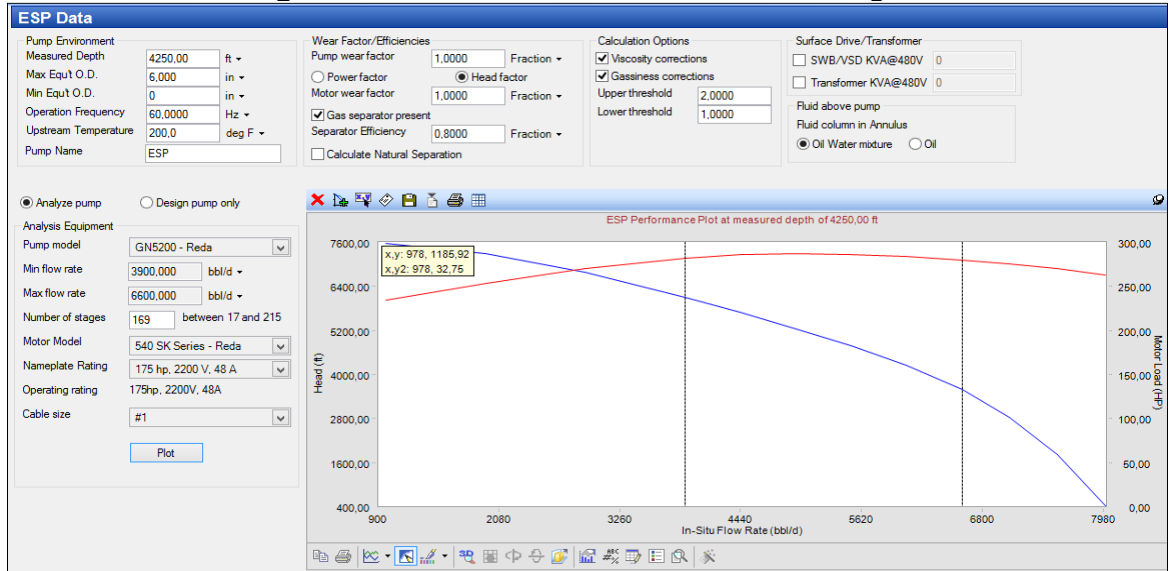 ESP Data
Pump Environment
Measured Depth 4250,00 ft
Max Equ't O.D. 6,000 in
Min Equ't O.D. 0 in
Operation Frequency 60,0000 Hz
Upstream Temperature 200,0 deg F
Pump Name ESP
Wear Factor/Efficiencies
Pump wear factor 1,0000 Fraction
Power factor Head factor
Motor wear factor 1,0000 Fraction
Gas separator present
Separator Efficiency 0,8000 Fraction
Calculate Natural Separation
Calculation Options
Viscosity corrections
Gassiness corrections
Upper threshold 2,0000
Lower threshold 1,0000
Surface Drive/Transformer
SWB/VSD KVA@480V 0
Transformer KVA@480V 0
Fluid above pump
Fluid column in Annulus
Oil Water mixture Oil
Analyze pump Design pump only
Analysis Equipment
Pump model GN5200 - Reda
Min flow rate 3900,000 bbl/d
Max flow rate 6600,000 bbl/d
Number of stages 169 between 17 and 215
Motor Model 540 SK Series - Reda
Nameplate Rating 175 hp, 2200 V, 48 A
Operating rating 175hp, 2200V, 48A
Cable size #1
Plot
ESP Performance Plot at measured depth of 4250,00 ft
x,y: 978, 1185,92
x,y2: 978, 32,75
Head (ft)
7600,00
6400,00
5200,00
4000,00
2800,00
1600,00
400,00
900 2080 3260 4440 5620 6800 7980
In-Situ Flow Rate (bbl/d)
300,00
250,00
200,00
150,00
100,00
50,00
0,00
Motor Load (HP)
3D
ABC
#%